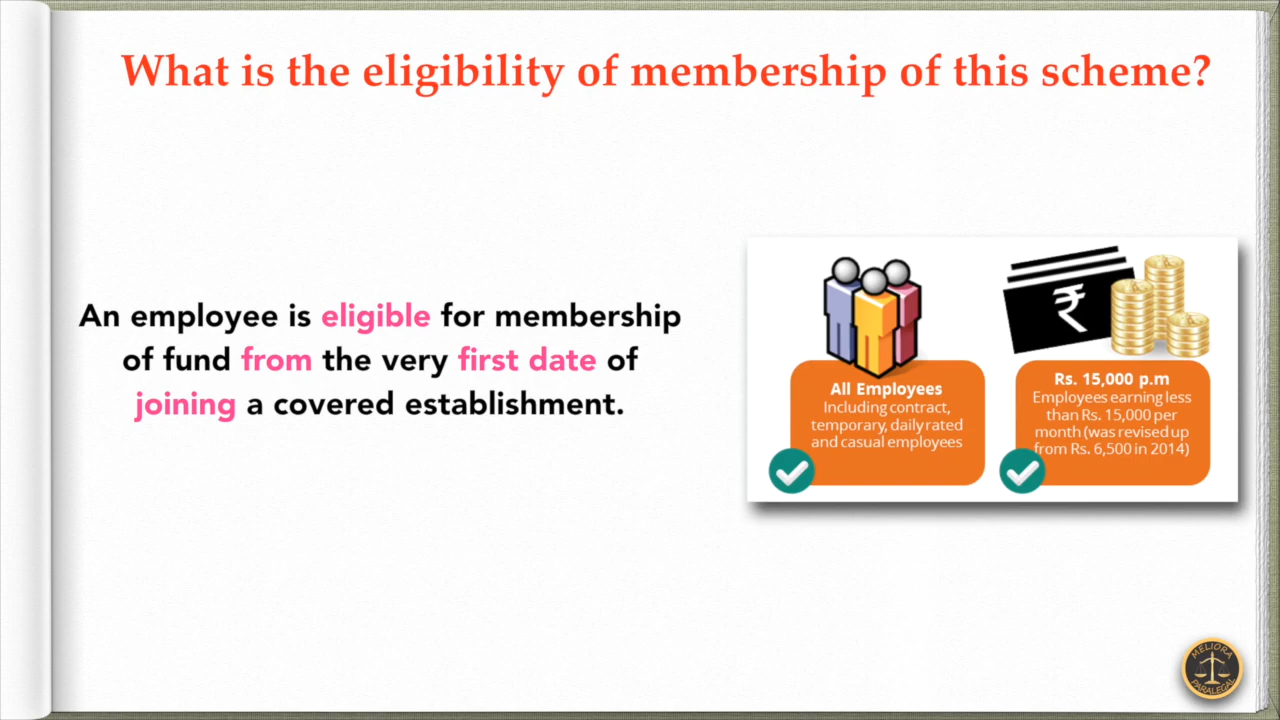 What is the eligibility of membership of this scheme?
An employee is eligible for membership
of fund from the very first date of
joining a covered establishment.
All Employees
Including contract,
temporary, daily rated
and casual employees
₹
Rs. 15,000 p.m
Employees earning less
than Rs. 15,000 per
month (was revised up
from Rs. 6,500 in 2014)
MELIORA
PARALEGAL